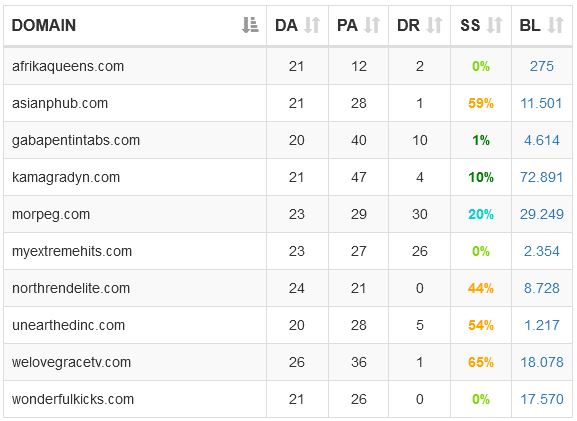 DOMAIN DA PA DR SS BL
afrikaqueens.com 21 12 2 0% 275
asianphub.com 21 28 1 59% 11.501
gabapentintabs.com 20 40 10 1% 4.614
kamagradyn.com 21 47 4 10% 72.891
morpeg.com 23 29 30 20% 29.249
myextremehits.com 23 27 26 0% 2.354
northrendelite.com 24 21 0 44% 8.728
unearthedinc.com 20 28 5 54% 1.217
welovegracetv.com 26 36 1 65% 18.078
wonderfulkicks.com 21 26 0 0% 17.570